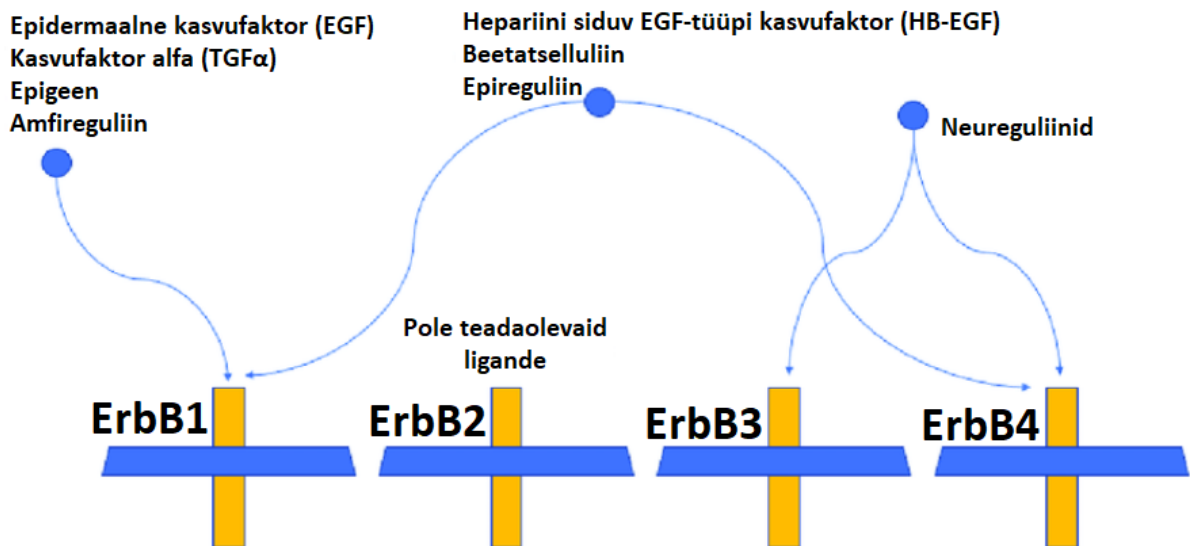 Epidermaalne kasvufaktor (EGF)
Kasvufaktor alfa (TGFα)
Epigeen
Amfireguliin
Hepariini siduv EGF-tüüpi kasvufaktor (HB-EGF)
Beetatselluliin
Epireguliin
Neureguliinid
Pole teadaolevaid
ligande
ErbB1
ErbB2
ErbB3
ErbB4